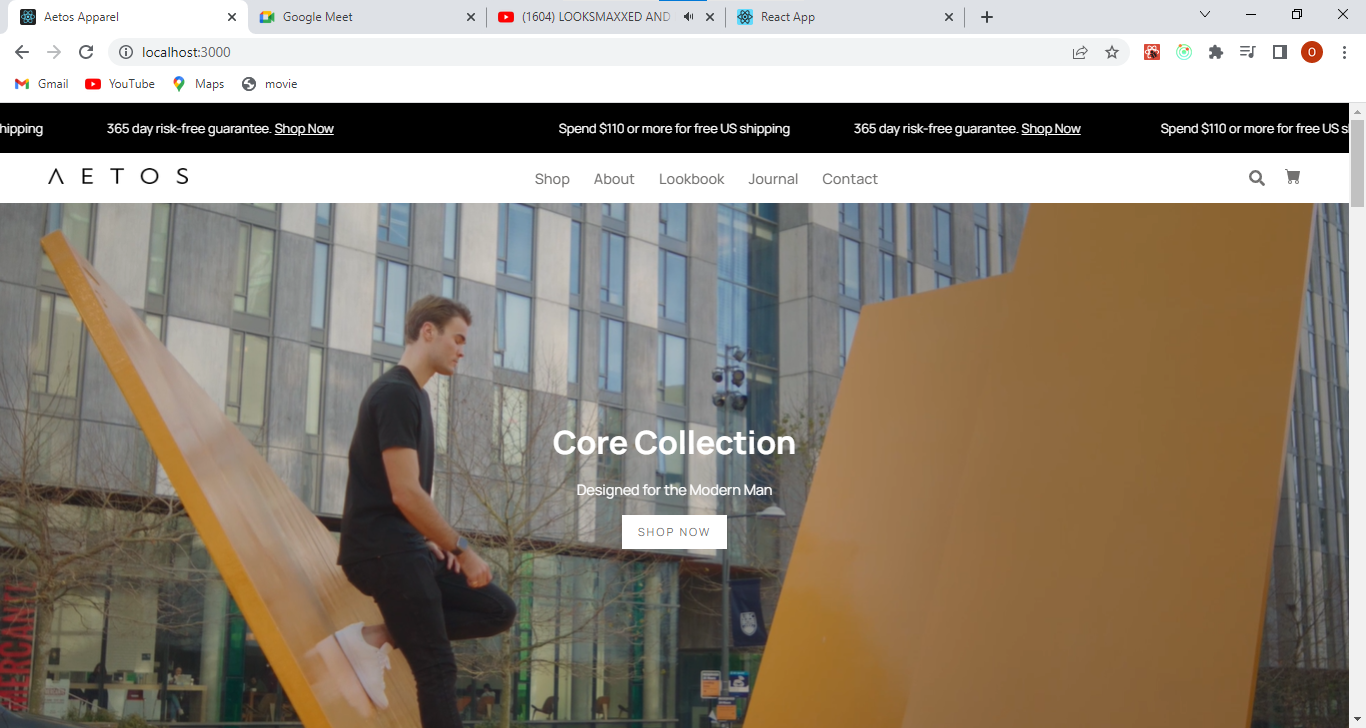 Aetos Apparel
Google Meet
(1604) LOOKSMAXXED AND
React App
localhost:3000
O
Gmail
YouTube
Maps
movie
hipping
365 day risk-free guarantee. Shop Now
Spend $110 or more for free US shipping
365 day risk-free guarantee. Shop Now
Spend $110 or more for free US s
AETOS
Shop
About
Lookbook
Journal
Contact
Core Collection
Designed for the Modern Man
SHOP NOW
MERCANTI